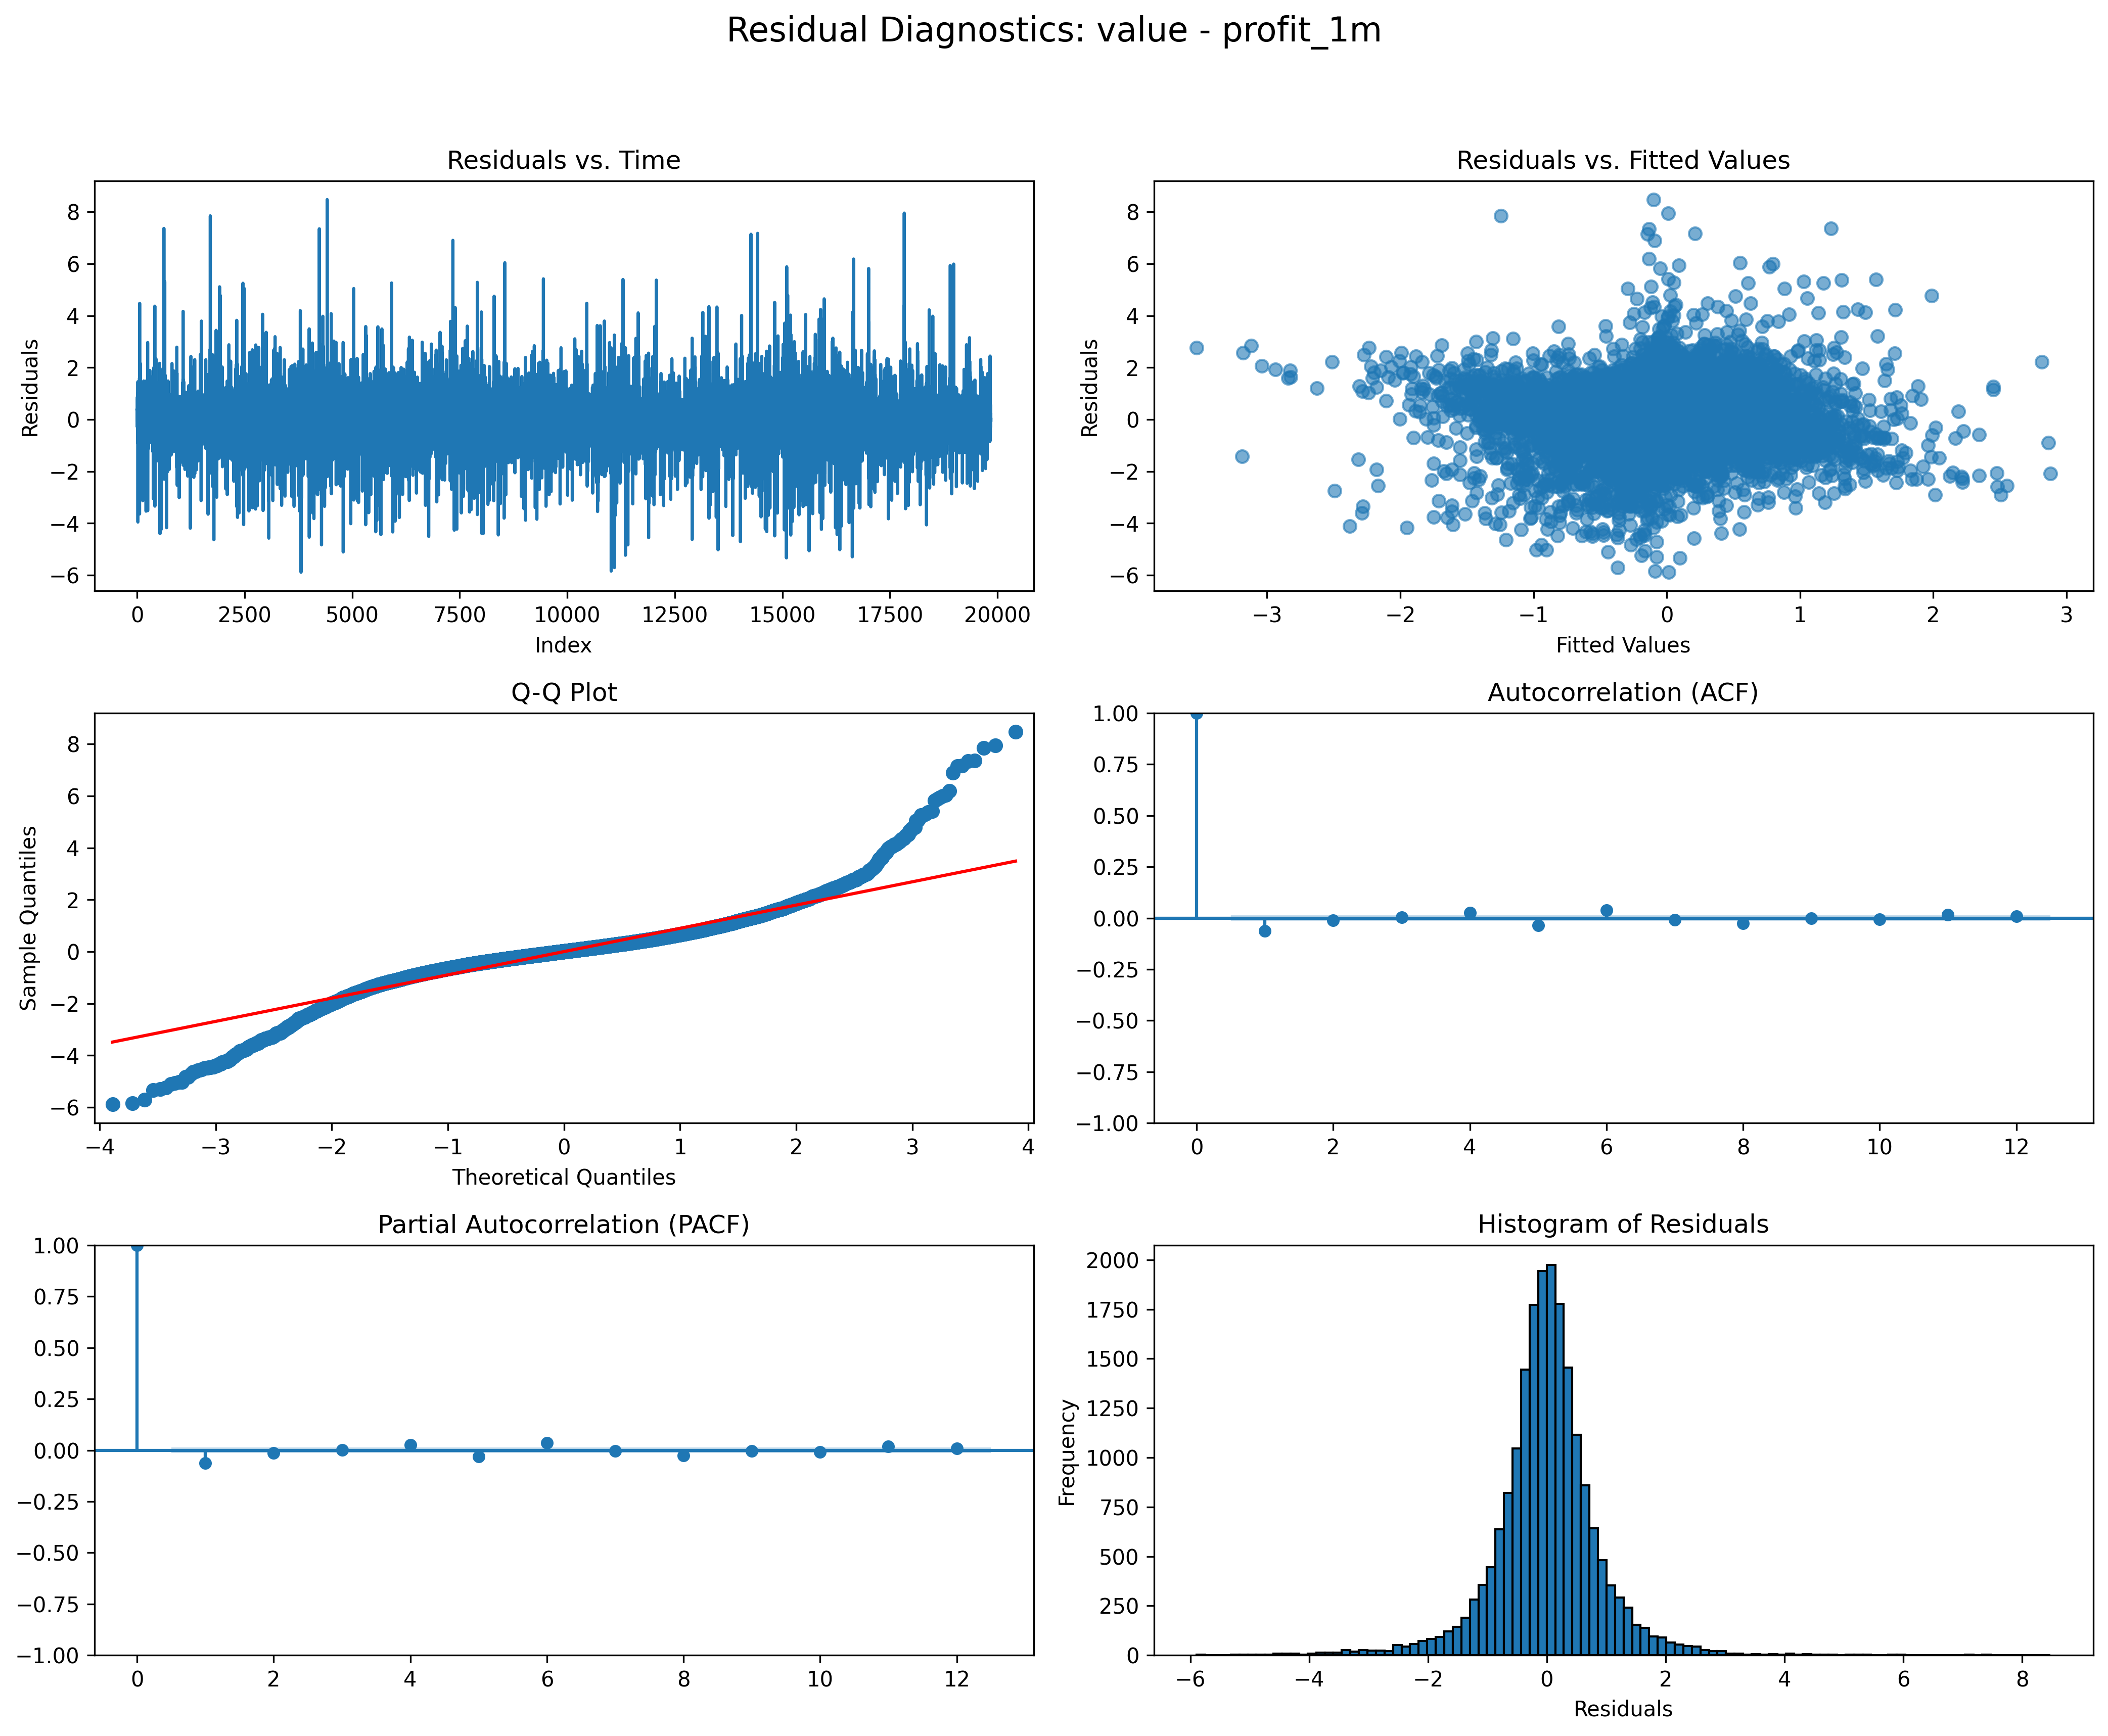 Residual Diagnostics: value - profit_1m
Residuals vs. Time
Residuals
8
6
4
2
0
−2
−4
−6
0 2500 5000 7500 10000 12500 15000 17500 20000
Index
Residuals vs. Fitted Values
Residuals
8
6
4
2
0
−2
−4
−6
−3 −2 −1 0 1 2 3
Fitted Values
Q-Q Plot
Sample Quantiles
8
6
4
2
0
−2
−4
−6
−4 −3 −2 −1 0 1 2 3 4
Theoretical Quantiles
Autocorrelation (ACF)
1.00
0.75
0.50
0.25
0.00
−0.25
−0.50
−0.75
−1.00
0 2 4 6 8 10 12
Partial Autocorrelation (PACF)
1.00
0.75
0.50
0.25
0.00
−0.25
−0.50
−0.75
−1.00
0 2 4 6 8 10 12
Histogram of Residuals
Frequency
2000
1750
1500
1250
1000
750
500
250
0
−6 −4 −2 0 2 4 6 8
Residuals